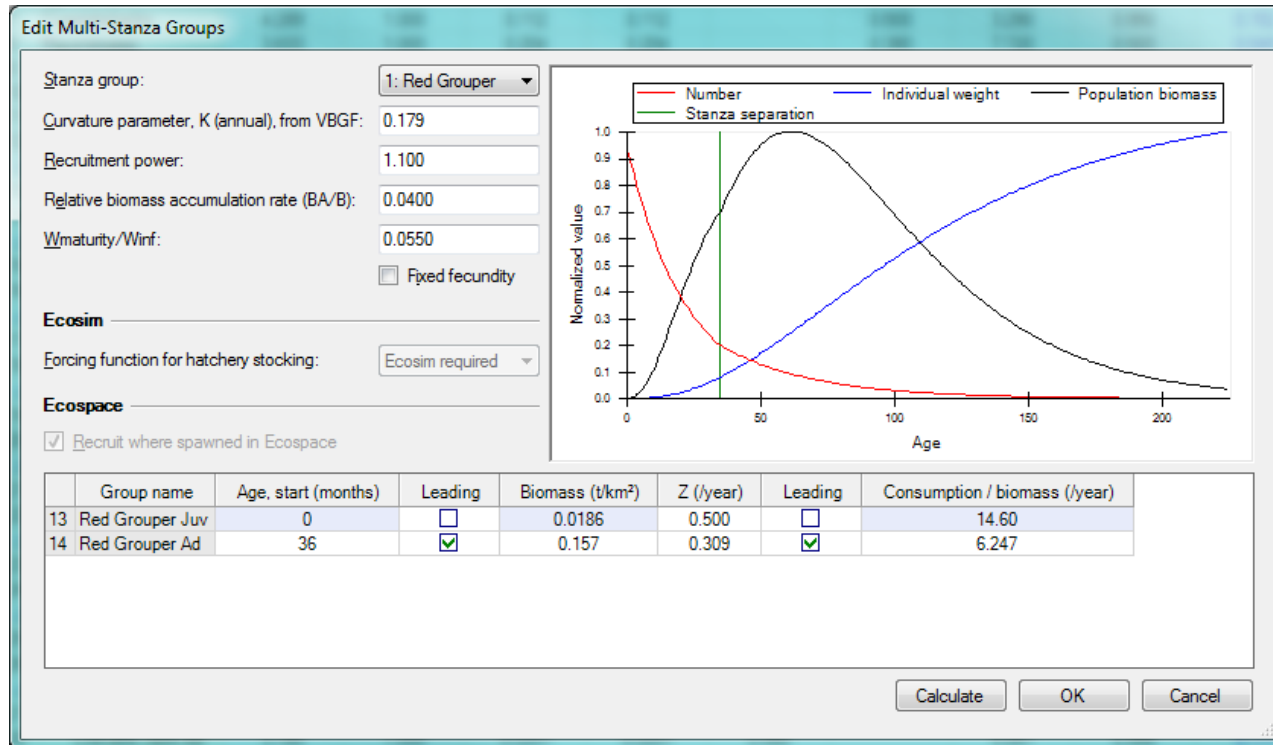 Edit Multi-Stanza Groups
Stanza group: 1: Red Grouper
Curvature parameter, K (annual), from VBGF: 0.179
Recruitment power: 1.100
Relative biomass accumulation rate (BA/B): 0.0400
Wmaturity/Winf: 0.0550
Fixed fecundity
Ecosim
Forcing function for hatchery stocking: Ecosim required
Ecospace
Recruit where spawned in Ecospace
Number Individual weight Population biomass
Stanza separation
Normalized value
1.0
0.9
0.8
0.7
0.6
0.5
0.4
0.3
0.2
0.1
0.0
0 50 100 150 200
Age
Group name Age, start (months) Leading Biomass (t/km²) Z (/year) Leading Consumption / biomass (/year)
13 Red Grouper Juv 0 0.0186 0.500 14.60
14 Red Grouper Ad 36 0.157 0.309 6.247
Calculate OK Cancel